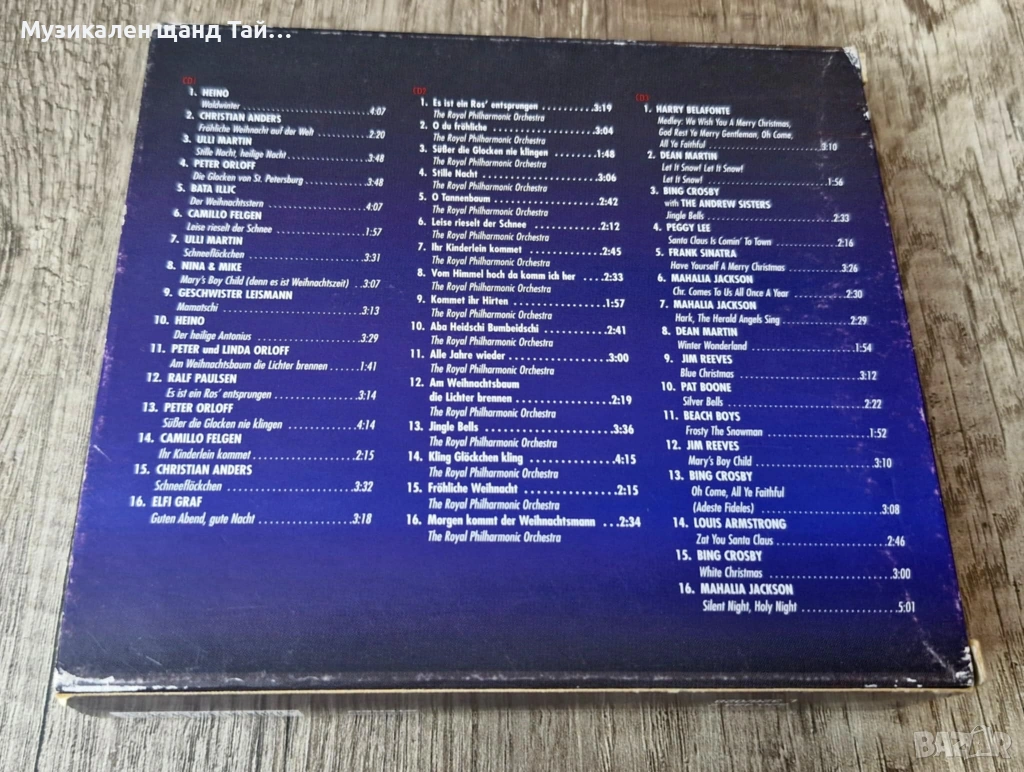 Музикален Щанд Тай...
CD1
1. HEINO
Waldwinter 4:07
2. CHRISTIAN ANDERS
Fröhliche Weihnacht auf der Welt 2:20
3. ULLI MARTIN
Stille Nacht, heilige Nacht 3:48
4. PETER ORLOFF
Die Glocken von St. Petersburg 3:48
5. BATA ILLIC
Der Weihnachtsstern 4:07
6. CAMILLO FELGEN
Leise rieselt der Schnee 1:57
7. ULLI MARTIN
Schneeflöckchen 3:31
8. NINA & MIKE
Mary's Boy Child (denn es ist Weihnachtszeit) 3:07
9. GESCHWISTER LEISMANN
Mamatschi 3:13
10. HEINO
Der heilige Antonius 3:29
11. PETER und LINDA ORLOFF
Am Weihnachtsbaum die Lichter brennen 1:41
12. RALF PAULSEN
Es ist ein Ros' entsprungen 3:14
13. PETER ORLOFF
Süßer die Glocken nie klingen 4:14
14. CAMILLO FELGEN
Ihr Kinderlein kommet 2:15
15. CHRISTIAN ANDERS
Schneeflöckchen 3:32
16. ELFI GRAF
Guten Abend, gute Nacht 3:18
CD2
1. Es ist ein Ros' entsprungen 3:19
The Royal Philharmonic Orchestra
2. O du fröhliche 3:04
The Royal Philharmonic Orchestra
3. Süßer die Glocken nie klingen 1:48
The Royal Philharmonic Orchestra
4. Stille Nacht 3:06
The Royal Philharmonic Orchestra
5. O Tannenbaum 2:42
The Royal Philharmonic Orchestra
6. Leise rieselt der Schnee 2:12
The Royal Philharmonic Orchestra
7. Ihr Kinderlein kommet 2:45
The Royal Philharmonic Orchestra
8. Vom Himmel hoch da komm ich her 2:33
The Royal Philharmonic Orchestra
9. Kommet ihr Hirten 1:57
The Royal Philharmonic Orchestra
10. Aba Heidschi Bumbeidschi 2:41
The Royal Philharmonic Orchestra
11. Alle Jahre wieder 3:00
The Royal Philharmonic Orchestra
12. Am Weihnachtsbaum
die Lichter brennen 2:19
The Royal Philharmonic Orchestra
13. Jingle Bells 3:36
The Royal Philharmonic Orchestra
14. Kling Glöckchen kling 4:15
The Royal Philharmonic Orchestra
15. Fröhliche Weihnacht 2:15
The Royal Philharmonic Orchestra
16. Morgen kommt der Weihnachtsmann 2:34
The Royal Philharmonic Orchestra
CD3
1. HARRY BELAFONTE
Medley: We Wish You A Merry Christmas,
God Rest Ye Merry Gentleman, Oh Come,
All Ye Faithful 3:10
2. DEAN MARTIN
Let It Snow! Let It Snow!
Let It Snow! 1:56
3. BING CROSBY
with THE ANDREW SISTERS
Jingle Bells 2:33
4. PEGGY LEE
Santa Claus Is Comin' To Town 2:16
5. FRANK SINATRA
Have Yourself A Merry Christmas 3:26
6. MAHALIA JACKSON
Chr. Comes To Us All Once A Year 2:30
7. MAHALIA JACKSON
Hark, The Herald Angels Sing 2:29
8. DEAN MARTIN
Winter Wonderland 1:54
9. JIM REEVES
Blue Christmas 3:12
10. PAT BOONE
Silver Bells 2:22
11. BEACH BOYS
Frosty The Snowman 1:52
12. JIM REEVES
Mary's Boy Child 3:10
13. BING CROSBY
Oh Come, All Ye Faithful
(Adeste Fideles) 3:08
14. LOUIS ARMSTRONG
Zat You Santa Claus 2:46
15. BING CROSBY
White Christmas 3:00
16. MAHALIA JACKSON
Silent Night, Holy Night 5:01